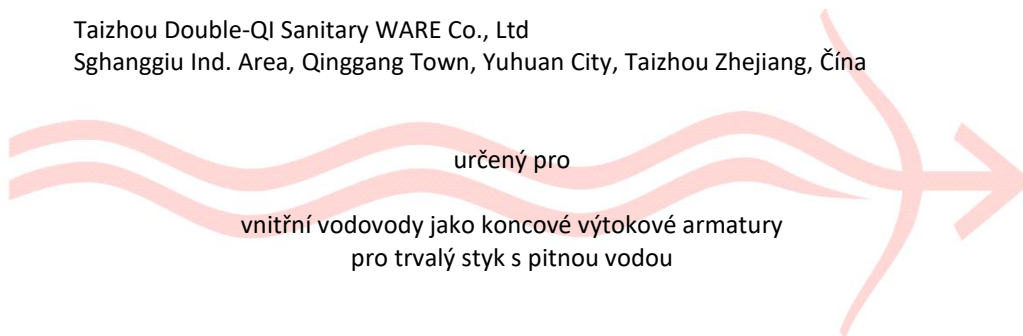 Taizhou Double-QI Sanitary WARE Co., Ltd
Sghanggiu Ind. Area, Qinggang Town, Yuhuan City, Taizhou Zhejiang, Čína
určený pro
vnitřní vodovody jako koncové výtokové armatury
pro trvalý styk s pitnou vodou